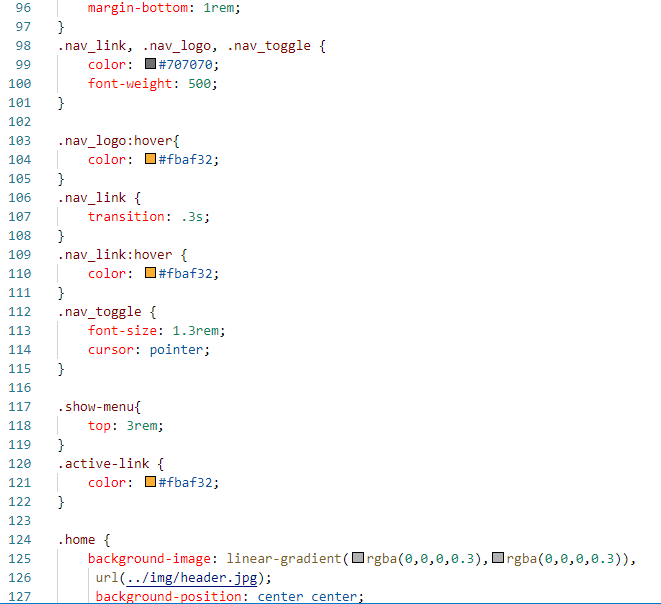 96 margin-bottom: 1rem;
97 }
98 .nav_link, .nav_logo, .nav_toggle {
99 color: #707070;
100 font-weight: 500;
101 }
102
103 .nav_logo:hover{
104 color: #fbaf32;
105 }
106 .nav_link {
107 transition: .3s;
108 }
109 .nav_link:hover {
110 color: #fbaf32;
111 }
112 .nav_toggle {
113 font-size: 1.3rem;
114 cursor: pointer;
115 }
116
117 .show-menu{
118 top: 3rem;
119 }
120 .active-link {
121 color: #fbaf32;
122 }
123
124 .home {
125 background-image: linear-gradient(rgba(0,0,0,0.3),rgba(0,0,0,0.3)),
126 url(../img/header.jpg);
127 background-position: center center;